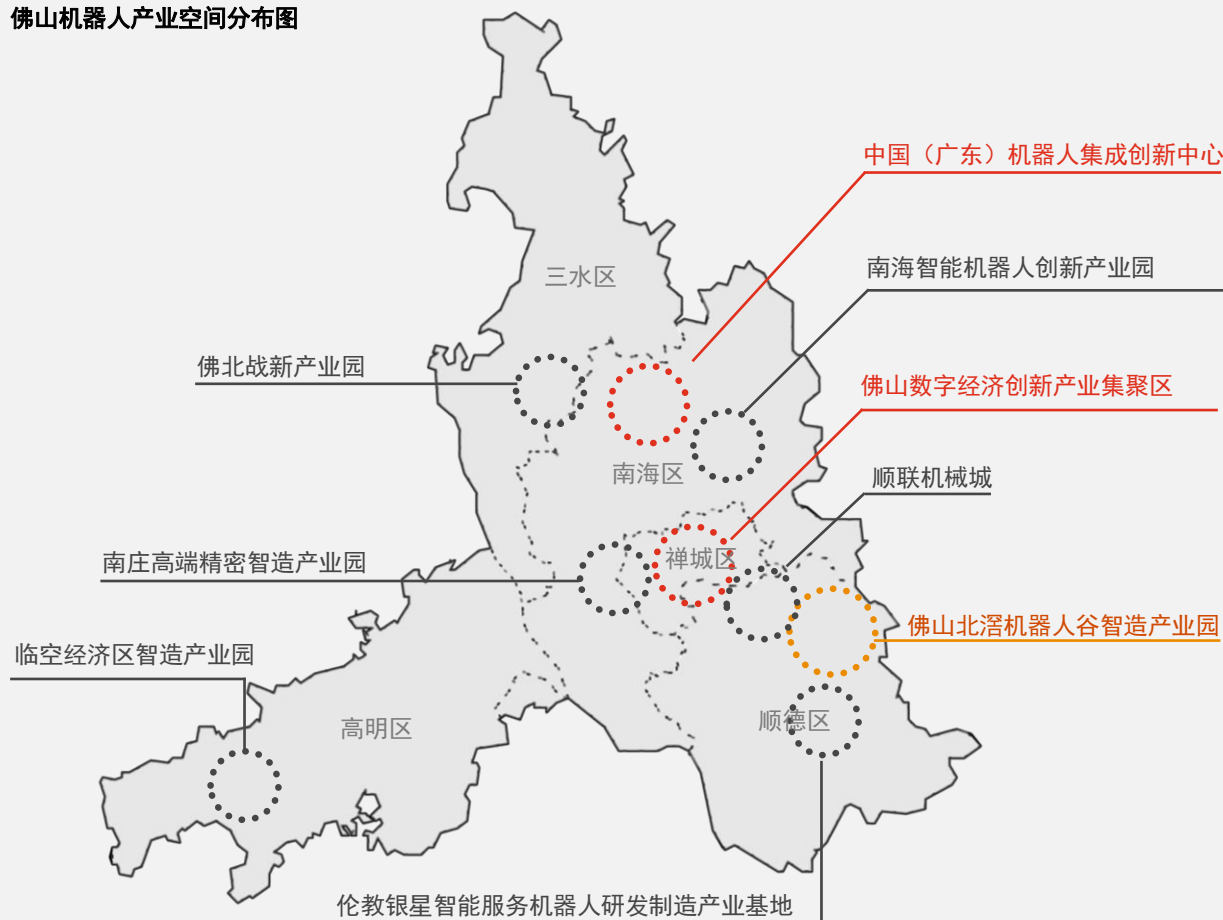 佛山机器人产业空间分布图
中国（广东）机器人集成创新中心
三水区
南海智能机器人创新产业园
佛北战新产业园
佛山数字经济创新产业集聚区
南海区
顺联机械城
南庄高端精密智造产业园
禅城区
佛山北滘机器人谷智造产业园
临空经济区智造产业园
高明区
顺德区
伦教银星智能服务机器人研发制造产业基地